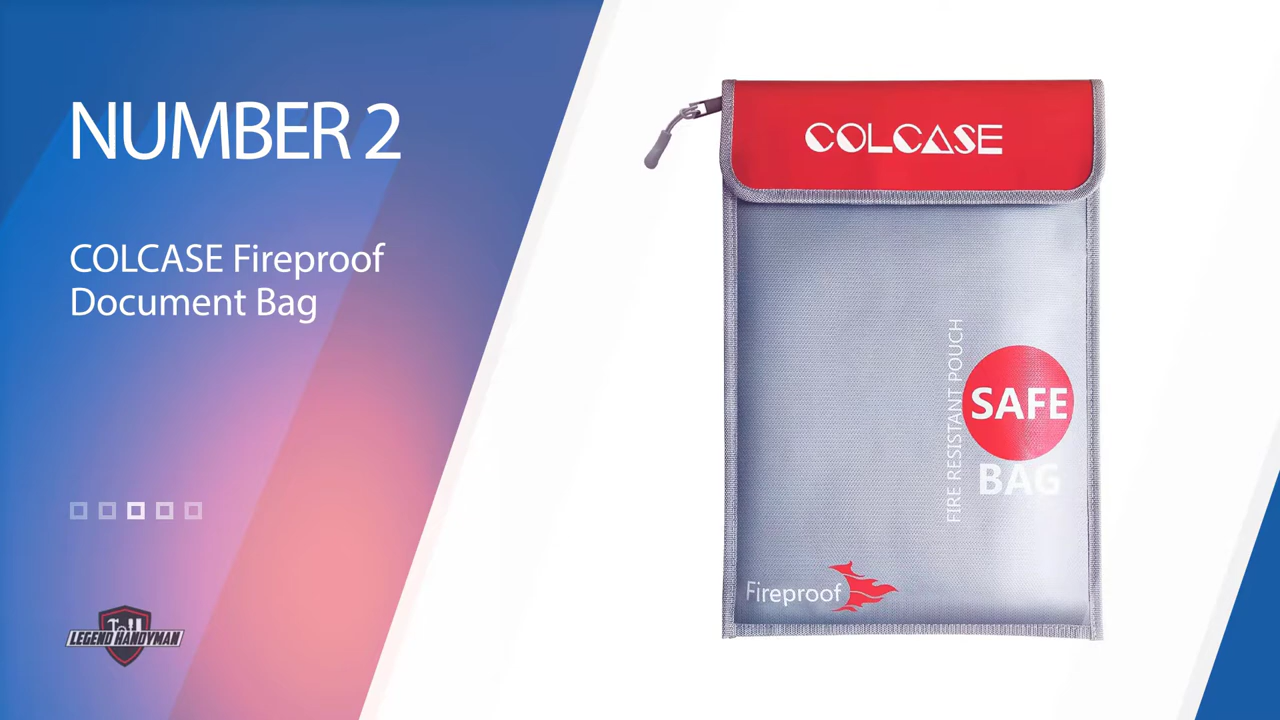 NUMBER 2
COLCASE Fireproof
Document Bag
LEGEND HANDYMAN
COLCASE
FIRE RESISTANT POUCH
SAFE
BAG
Fireproof